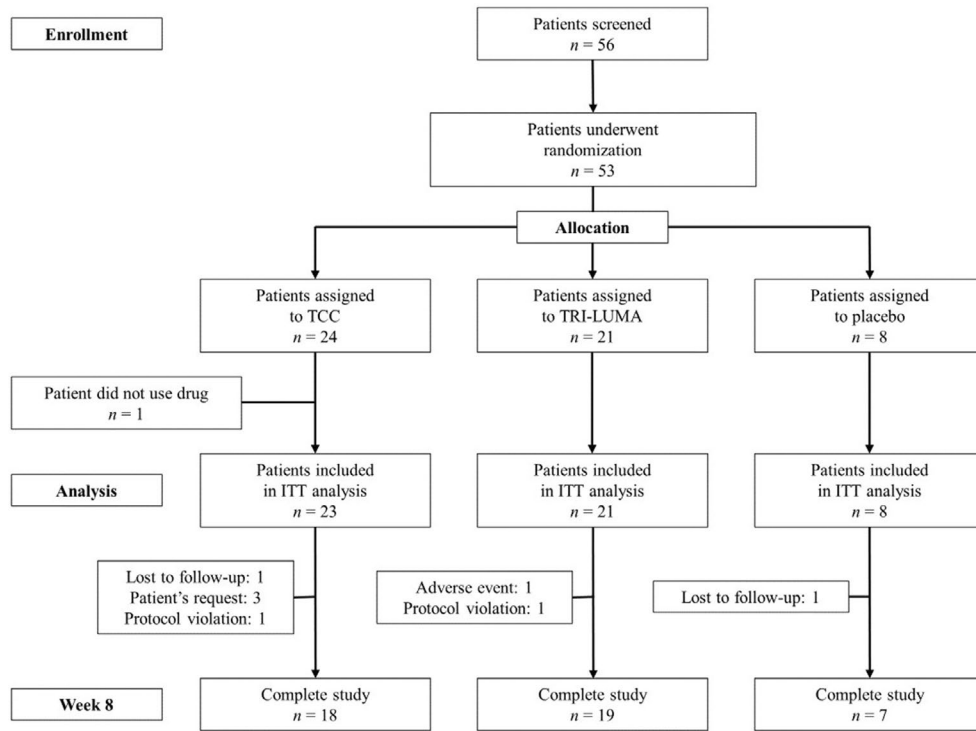 Enrollment
Patients screened
n = 56
Patients underwent
randomization
n = 53
Allocation
Patients assigned
to TCC
n = 24
Patients assigned
to TRI-LUMA
n = 21
Patients assigned
to placebo
n = 8
Patient did not use drug
n = 1
Analysis
Patients included
in ITT analysis
n = 23
Patients included
in ITT analysis
n = 21
Patients included
in ITT analysis
n = 8
Lost to follow-up: 1
Patient's request: 3
Protocol violation: 1
Adverse event: 1
Protocol violation: 1
Lost to follow-up: 1
Week 8
Complete study
n = 18
Complete study
n = 19
Complete study
n = 7